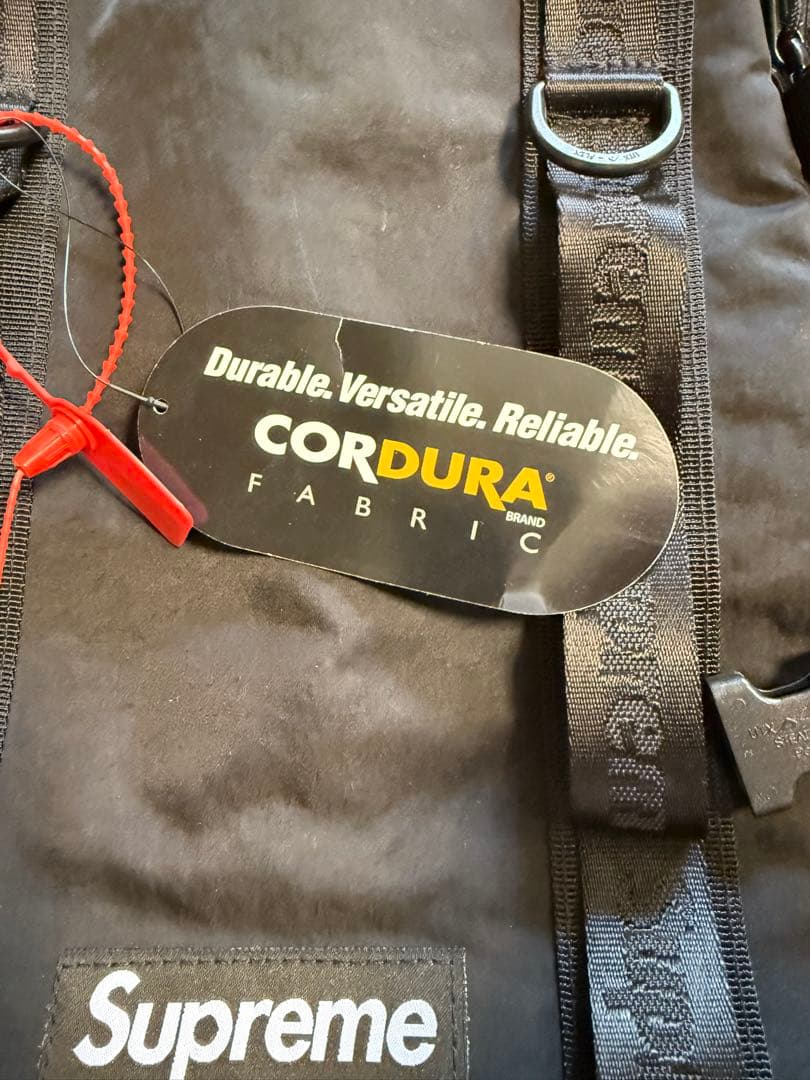 Durable. Versatile. Reliable.
CORDURA®
BRAND
FABRIC
Supreme